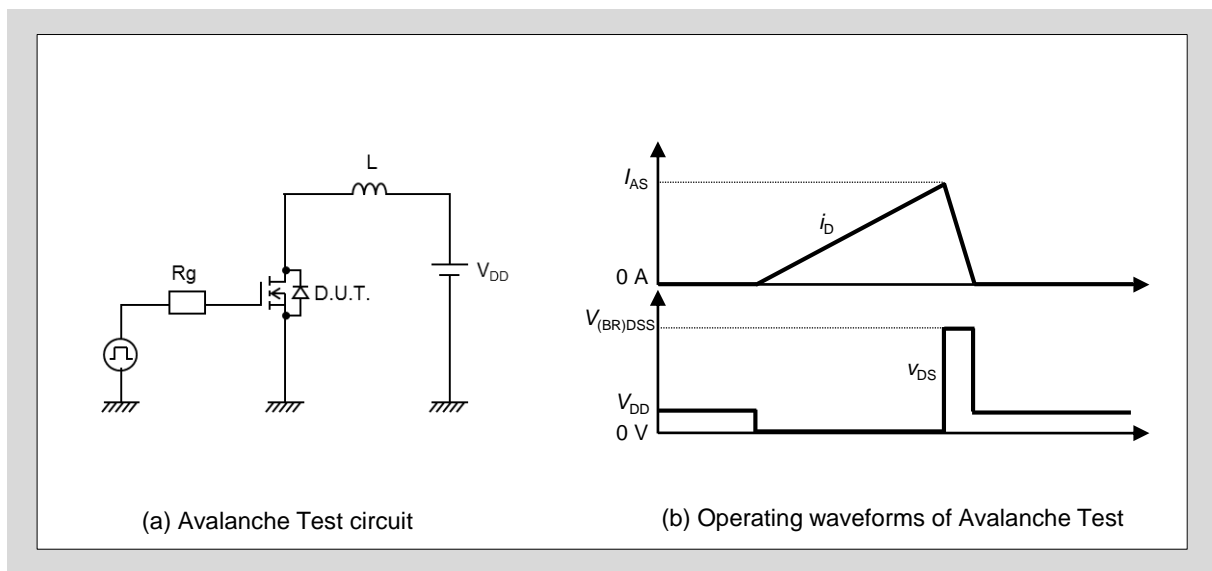 L
Rg
D.U.T.
VDD
(a) Avalanche Test circuit
IAS
iD
0 A
V(BR)DSS
vDS
VDD
0 V
(b) Operating waveforms of Avalanche Test